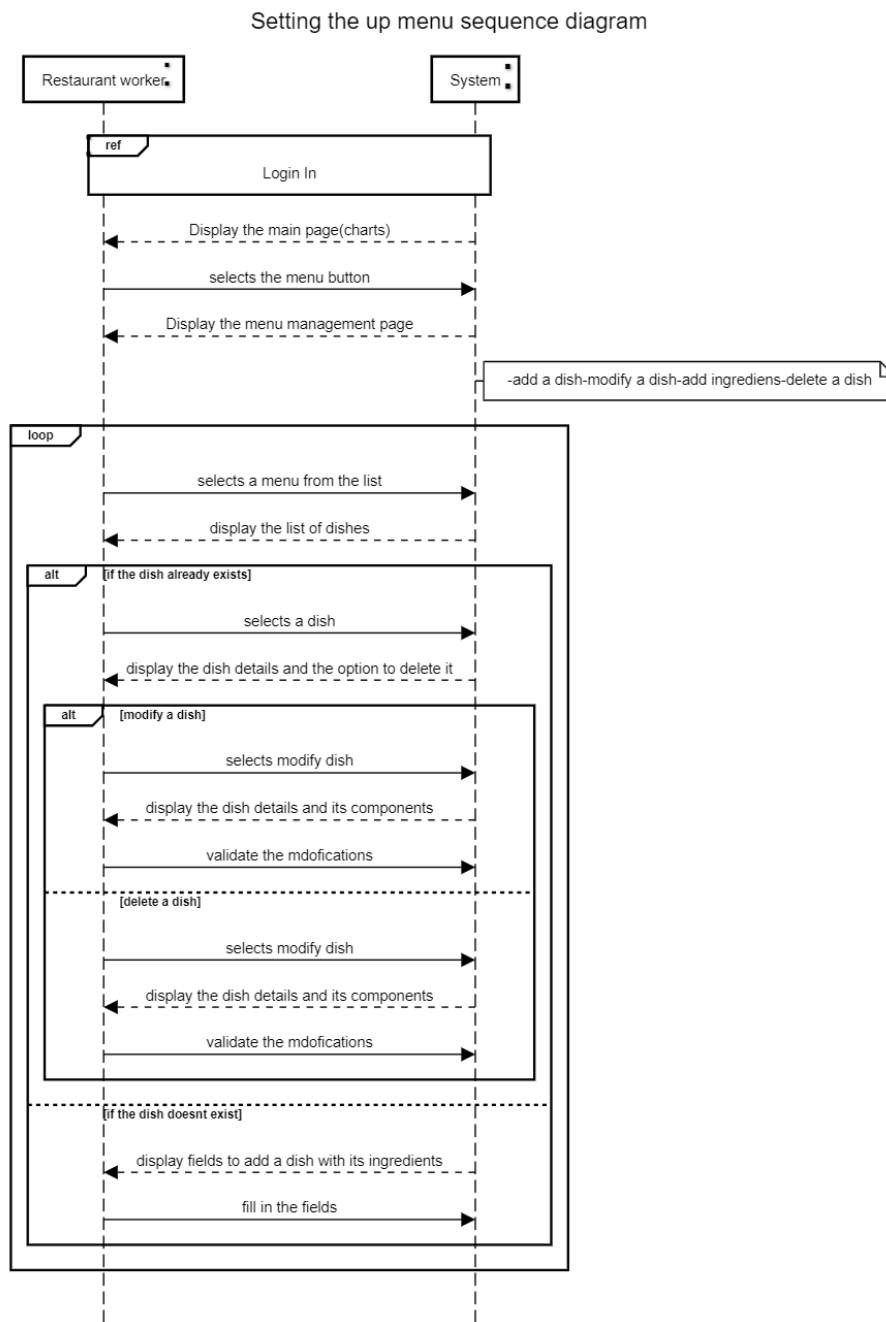 Setting the up menu sequence diagram
Restaurant worker
System
ref
Login In
Display the main page(charts)
selects the menu button
Display the menu management page
-add a dish-modify a dish-add ingrediens-delete a dish
loop
selects a menu from the list
display the list of dishes
alt
[if the dish already exists]
selects a dish
display the dish details and the option to delete it
alt
[modify a dish]
selects modify dish
display the dish details and its components
validate the mdofications
[delete a dish]
selects modify dish
display the dish details and its components
validate the mdofications
[if the dish doesnt exist]
display fields to add a dish with its ingredients
fill in the fields